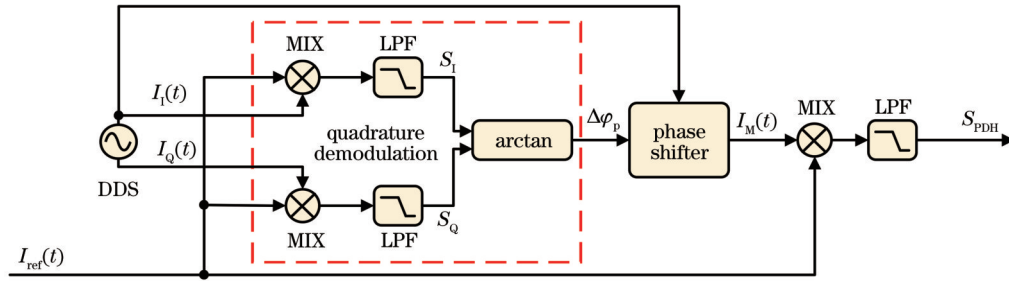 MIX
LPF
S_I
I_I(t)
I_Q(t)
DDS
quadrature
demodulation
arctan
Δφ_p
phase
shifter
I_M(t)
MIX
LPF
S_PDH
MIX
LPF
S_Q
I_ref(t)